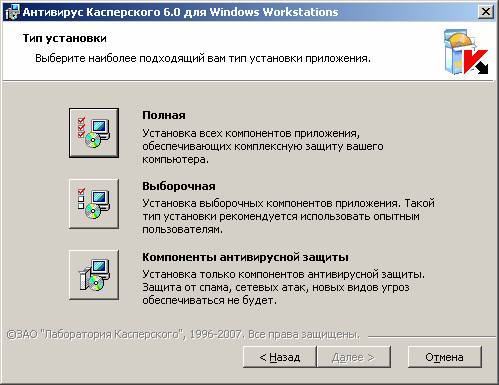 Антивирус Касперского 6.0 для Windows Workstations
Тип установки
Выберите наиболее подходящий вам тип установки приложения.
Полная
Установка всех компонентов приложения,
обеспечивающих комплексную защиту вашего
компьютера.
Выборочная
Установка выборочных компонентов приложения. Такой
тип установки рекомендуется использовать опытным
пользователям.
Компоненты антивирусной защиты
Установка только компонентов антивирусной защиты.
Защита от спама, сетевых атак, новых видов угроз
обеспечиваться не будет.
©ЗАО "Лаборатория Касперского", 1996-2007. Все права защищены.
< Назад Далее > Отмена